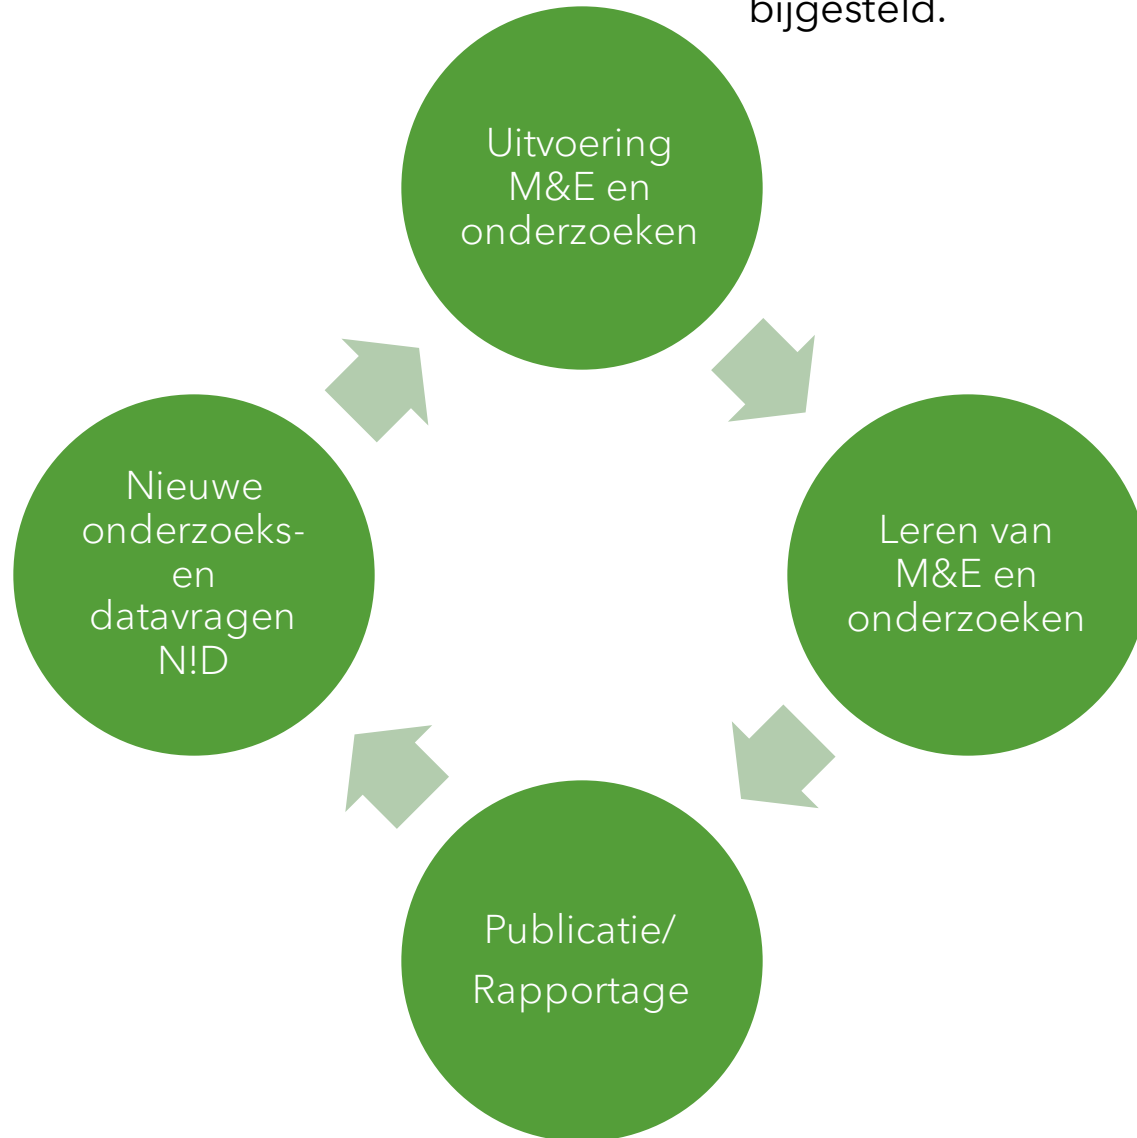 bijgesteld.
Uitvoering
M&E en
onderzoeken
Leren van
M&E en
onderzoeken
Publicatie/
Rapportage
Nieuwe
onderzoeks-
en
datavragen
N!D